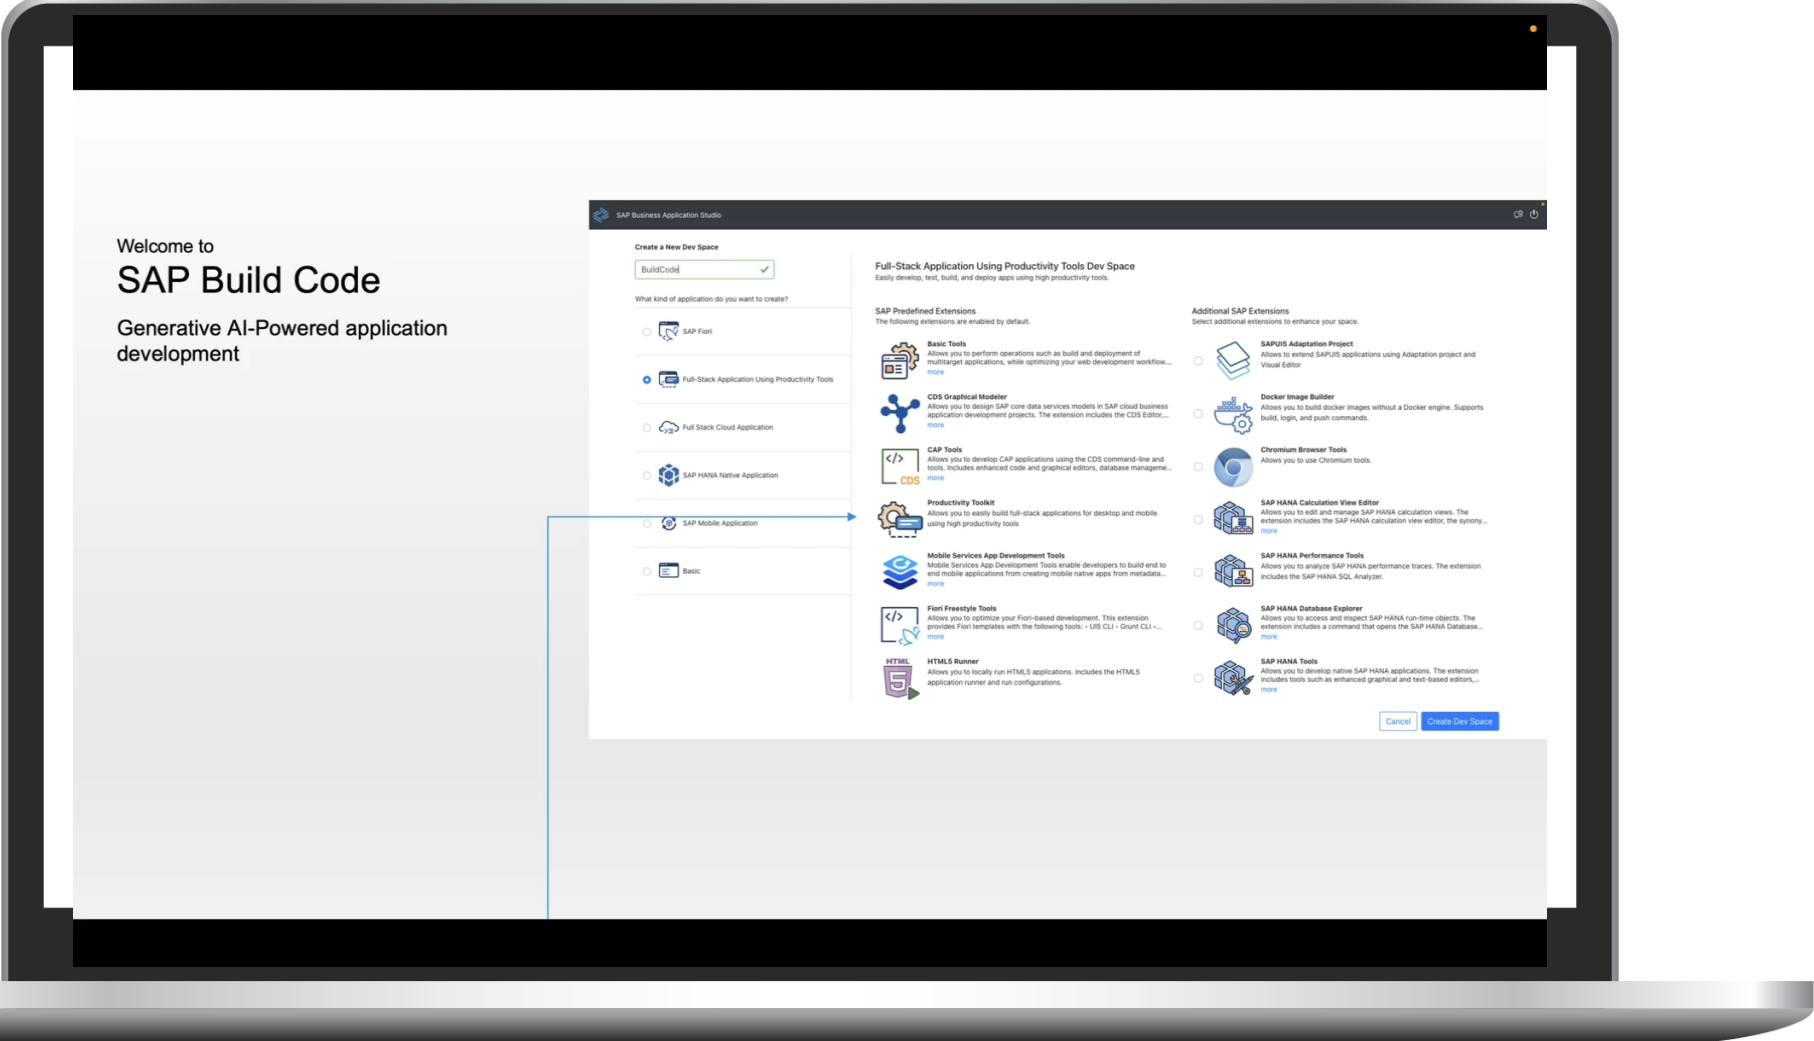 Welcome to
SAP Build Code
Generative AI-Powered application
development
SAP Business Application Studio
Create a New Dev Space
BuildCode
What kind of application do you want to create?
SAP Fiori
Full-Stack Application Using Productivity Tools
Full Stack Cloud Application
SAP HANA Native Application
SAP Mobile Application
Basic
Full-Stack Application Using Productivity Tools Dev Space
Easily develop, test, build, and deploy apps using high productivity tools.
SAP Predefined Extensions
The following extensions are enabled by default.
Basic Tools
Allows you to perform operations such as build and deployment of
multitarget applications, while optimizing your web development workflow....
more
CDS Graphical Modeler
Allows you to design SAP core data services models in SAP cloud business
application development projects. The extension includes the CDS Editor,...
more
</> CDS
CAP Tools
Allows you to develop CAP applications using the CDS command-line and
tools. Includes enhanced code and graphical editors, database manageme...
more
Productivity Toolkit
Allows you to easily build full-stack applications for desktop and mobile
using high productivity tools
Mobile Services App Development Tools
Mobile Services App Development Tools enable developers to build end to
end mobile applications from creating mobile native apps from metadata...
more
</>
Fiori Freestyle Tools
Allows you to optimize your Fiori-based development. This extension
provides Fiori templates with the following tools: • UI5 CLI • Grunt CLI •...
more
HTML 5
HTML5 Runner
Allows you to locally run HTML5 applications. Includes the HTML5
application runner and run configurations.
Additional SAP Extensions
Select additional extensions to enhance your space.
SAPUI5 Adaptation Project
Allows to extend SAPUI5 applications using Adaptation project and
Visual Editor
Docker Image Builder
Allows you to build docker images without a Docker engine. Supports
build, login, and push commands.
Chromium Browser Tools
Allows you to use Chromium tools.
SAP HANA Calculation View Editor
Allows you to edit and manage SAP HANA calculation views. The
extension includes the SAP HANA calculation view editor, the synony...
more
SAP HANA Performance Tools
Allows you to analyze SAP HANA performance traces. The extension
includes the SAP HANA SQL Analyzer.
SAP HANA Database Explorer
Allows you to access and inspect SAP HANA run-time objects. The
extension includes a command that opens the SAP HANA Database...
more
SAP HANA Tools
Allows you to develop native SAP HANA applications. The extension
includes tools such as enhanced graphical and text-based editors,...
more
Cancel
Create Dev Space